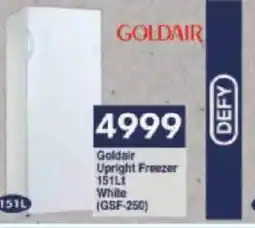 GOLDAIR
DEFY
4999
Goldair
Upright Freezer
151Lt
White
(GSF-250)
151L